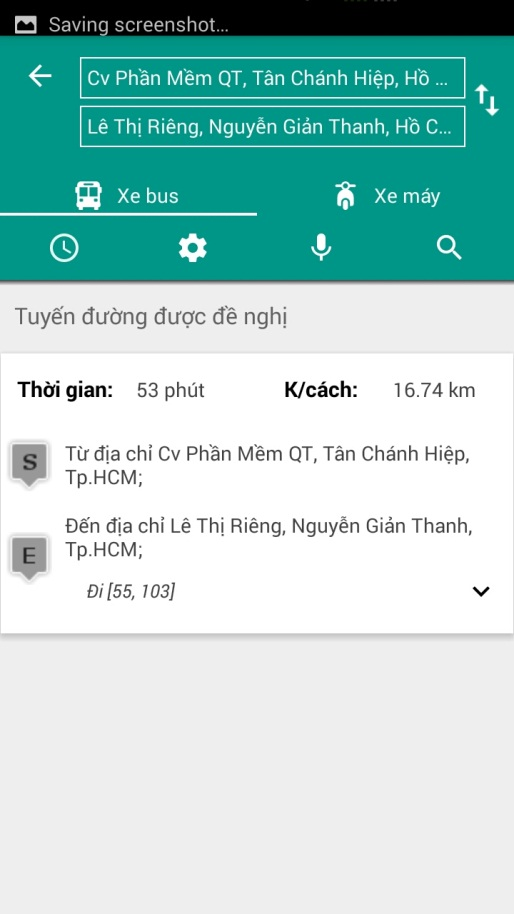 Saving screenshot...
Cv Phần Mềm QT, Tân Chánh Hiệp, Hồ ...
Lê Thị Riêng, Nguyễn Giản Thanh, Hồ C...
Xe bus
Xe máy
Tuyến đường được đề nghị
Thời gian: 53 phút K/cách: 16.74 km
S
Từ địa chỉ Cv Phần Mềm QT, Tân Chánh Hiệp,
Tp.HCM;
E
Đến địa chỉ Lê Thị Riêng, Nguyễn Giản Thanh,
Tp.HCM;
Đi [55, 103]